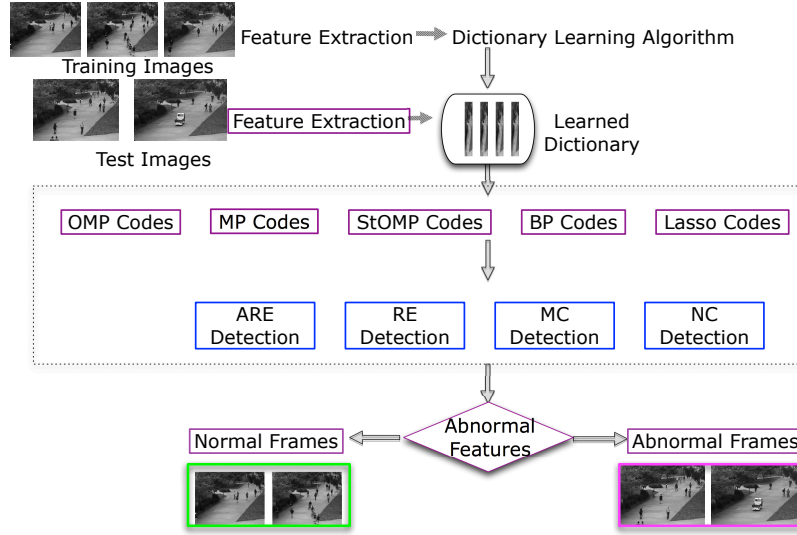 Feature Extraction
Dictionary Learning Algorithm
Training Images
Feature Extraction
Learned
Dictionary
Test Images
OMP Codes
MP Codes
StOMP Codes
BP Codes
Lasso Codes
ARE
Detection
RE
Detection
MC
Detection
NC
Detection
Abnormal
Features
Normal Frames
Abnormal Frames